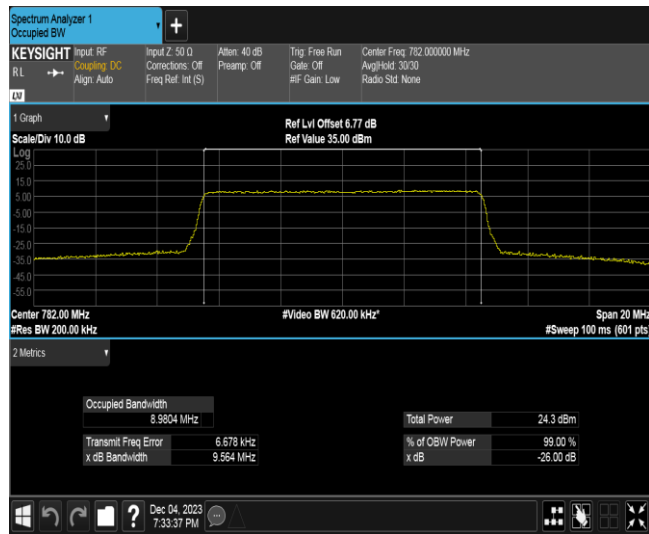 Spectrum Analyzer 1
Occupied BW
+
KEYSIGHT
RL
LXI
Input: RF
Coupling: DC
Align: Auto
Input Z: 50 Ω
Corrections: Off
Freq Ref: Int (S)
Atten: 40 dB
Preamp: Off
Trig: Free Run
Gate: Off
#IF Gain: Low
Center Freq: 782.000000 MHz
Avg|Hold: 30/30
Radio Std: None
1 Graph
Scale/Div 10.0 dB
Ref Lvl Offset 6.77 dB
Ref Value 35.00 dBm
Log
25.0
15.0
5.00
-5.00
-15.0
-25.0
-35.0
-45.0
-55.0
Center 782.00 MHz
#Res BW 200.00 kHz
#Video BW 620.00 kHz*
Span 20 MHz
#Sweep 100 ms (601 pts)
2 Metrics
Occupied Bandwidth
8.9804 MHz
Transmit Freq Error 6.678 kHz
x dB Bandwidth 9.564 MHz
Total Power 24.3 dBm
% of OBW Power 99.00 %
x dB -26.00 dB
?
Dec 04, 2023
7:33:37 PM